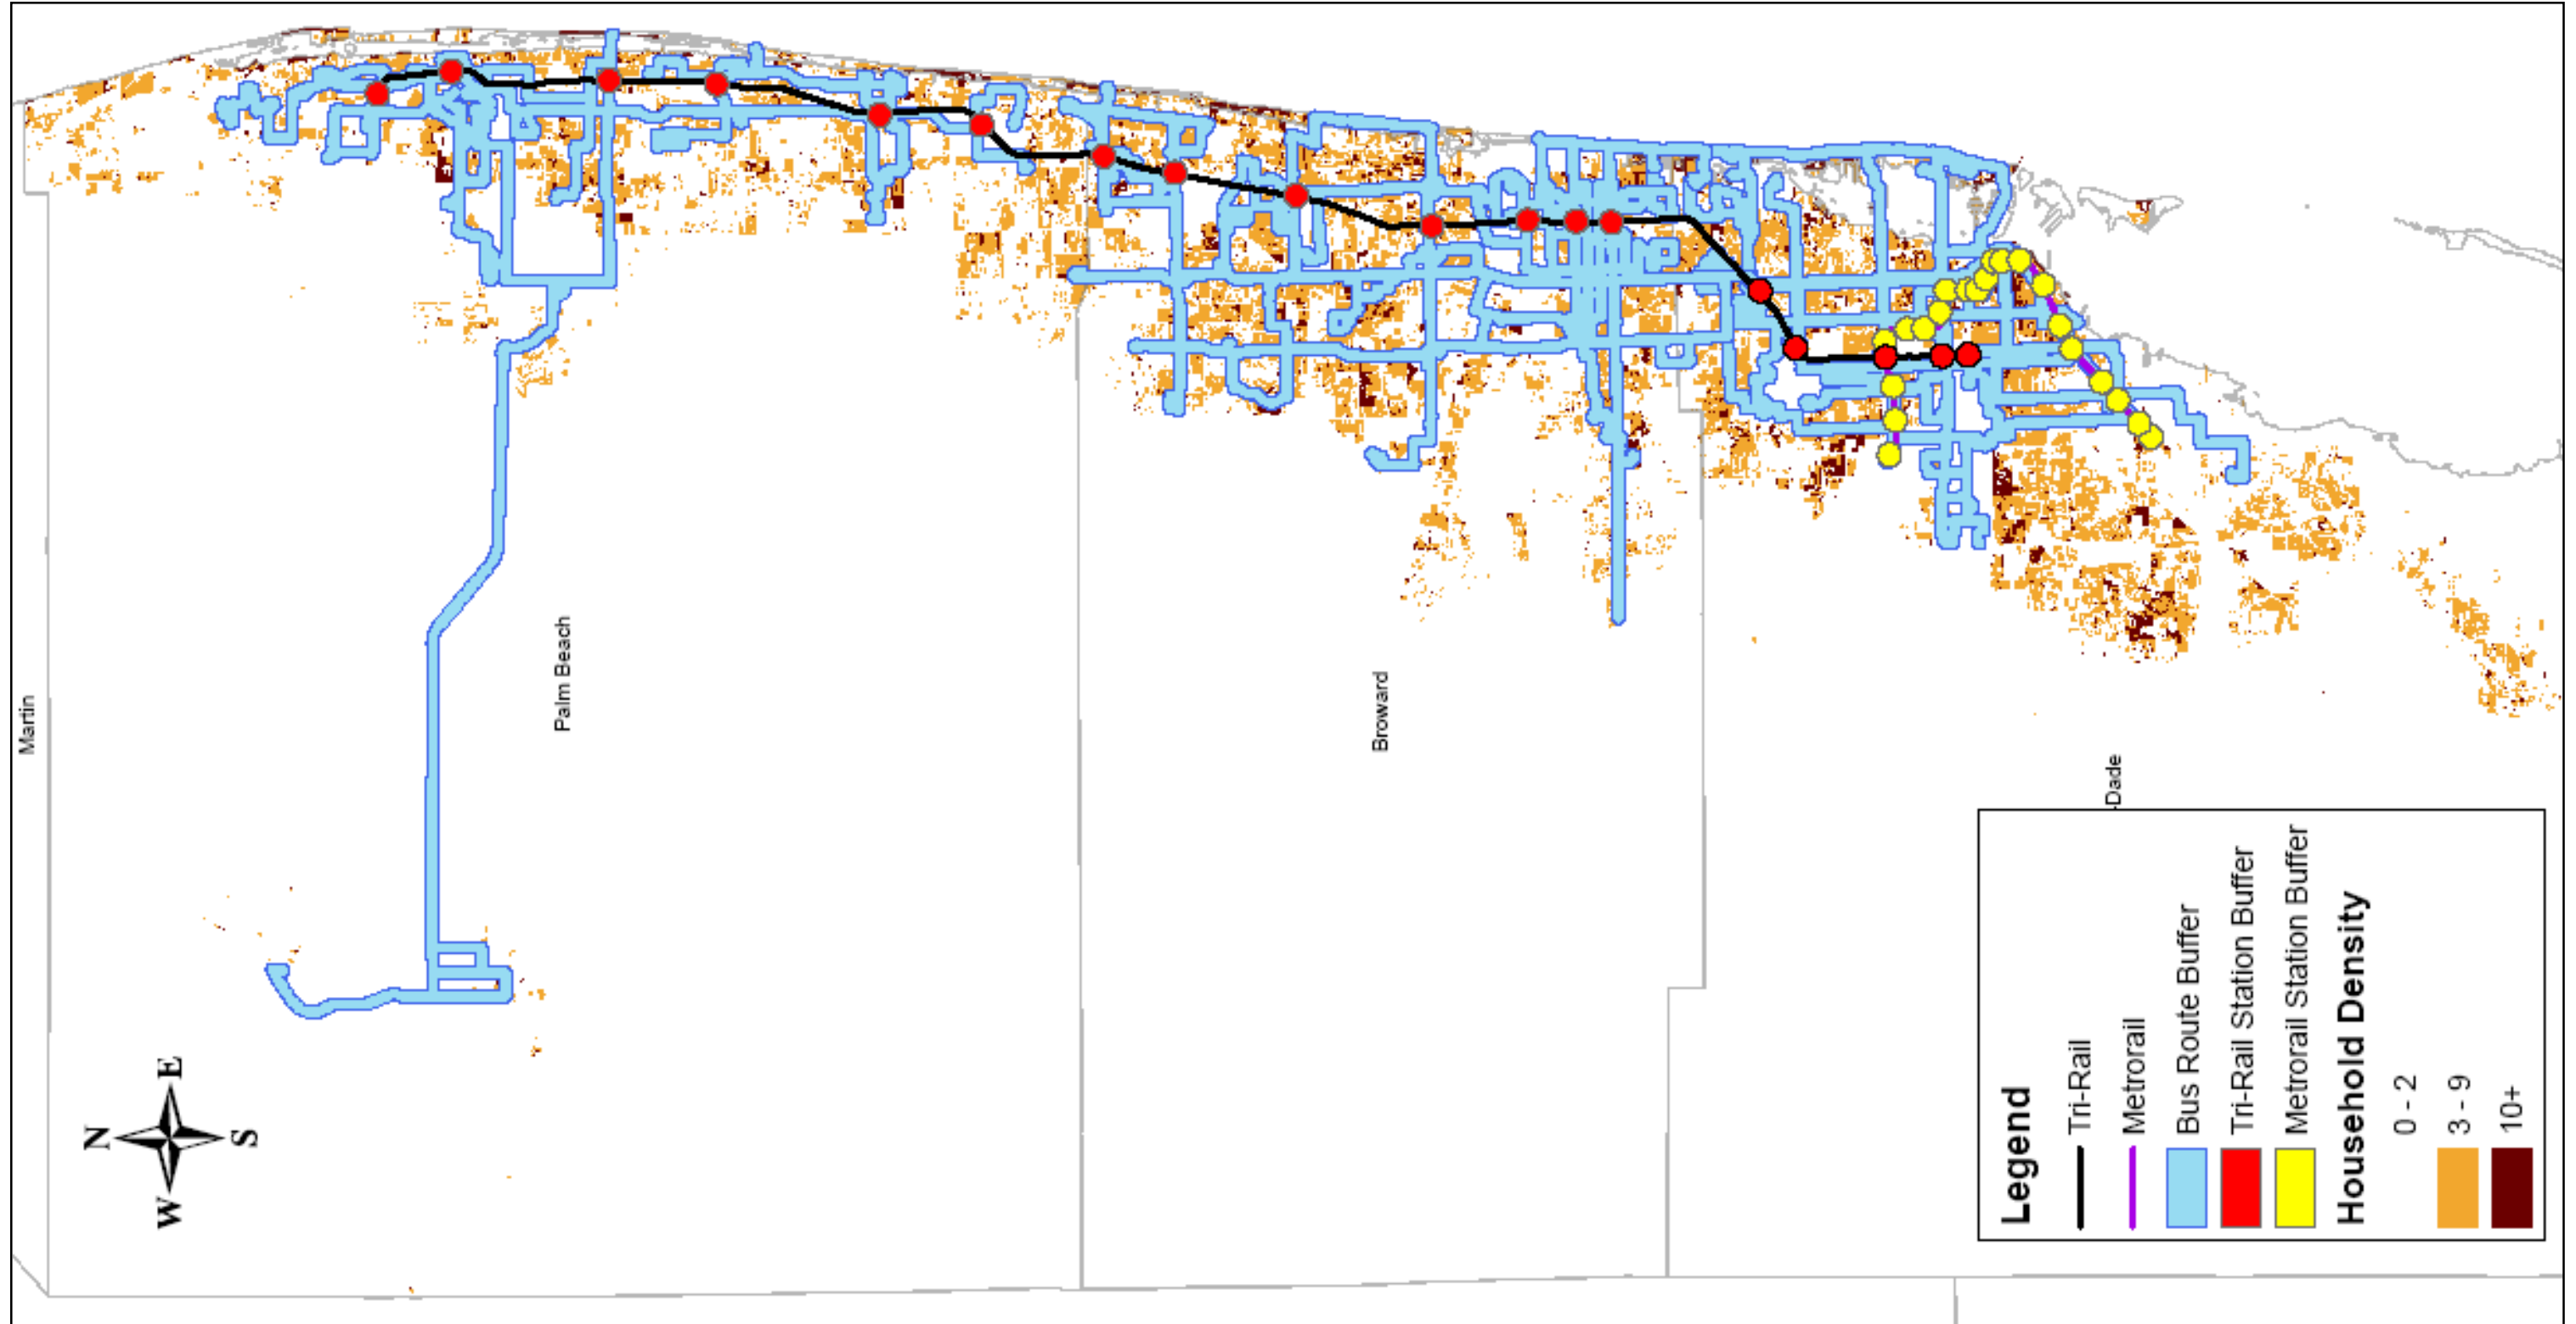 Martin
Palm Beach
Broward
-Dade
N
W
E
S
Legend
Tri-Rail
Metrorail
Bus Route Buffer
Tri-Rail Station Buffer
Metrorail Station Buffer
Household Density
0 - 2
3 - 9
10+